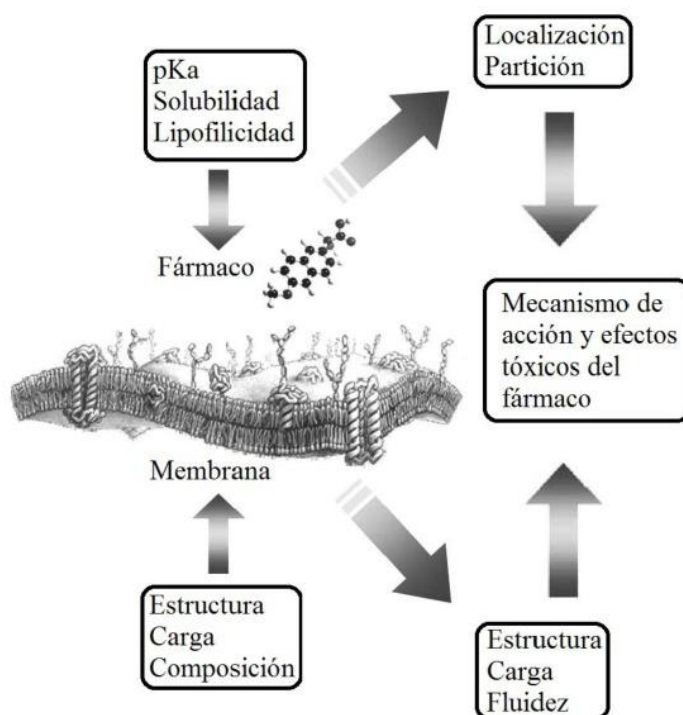 pKa
Solubilidad
Lipofilicidad
Localización
Partición
Fármaco
Mecanismo de
acción y efectos
tóxicos del
fármaco
Membrana
Estructura
Carga
Composición
Estructura
Carga
Fluidez